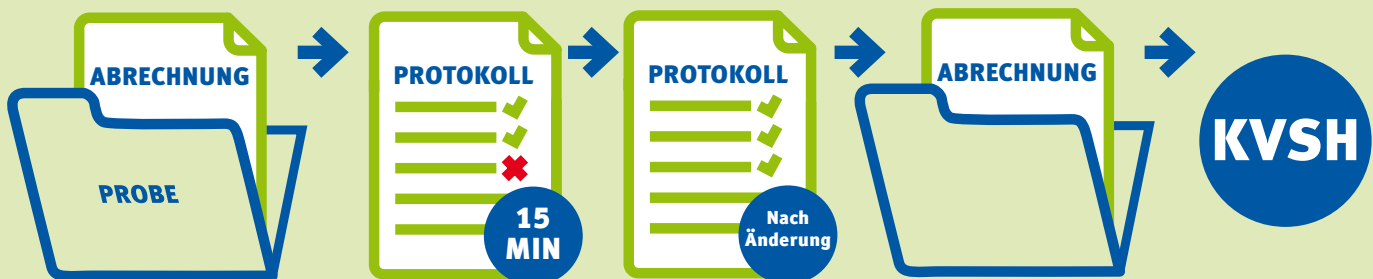 ABRECHNUNG
PROBE
PROTOKOLL
15
MIN
PROTOKOLL
Nach
Änderung
ABRECHNUNG
KVSH